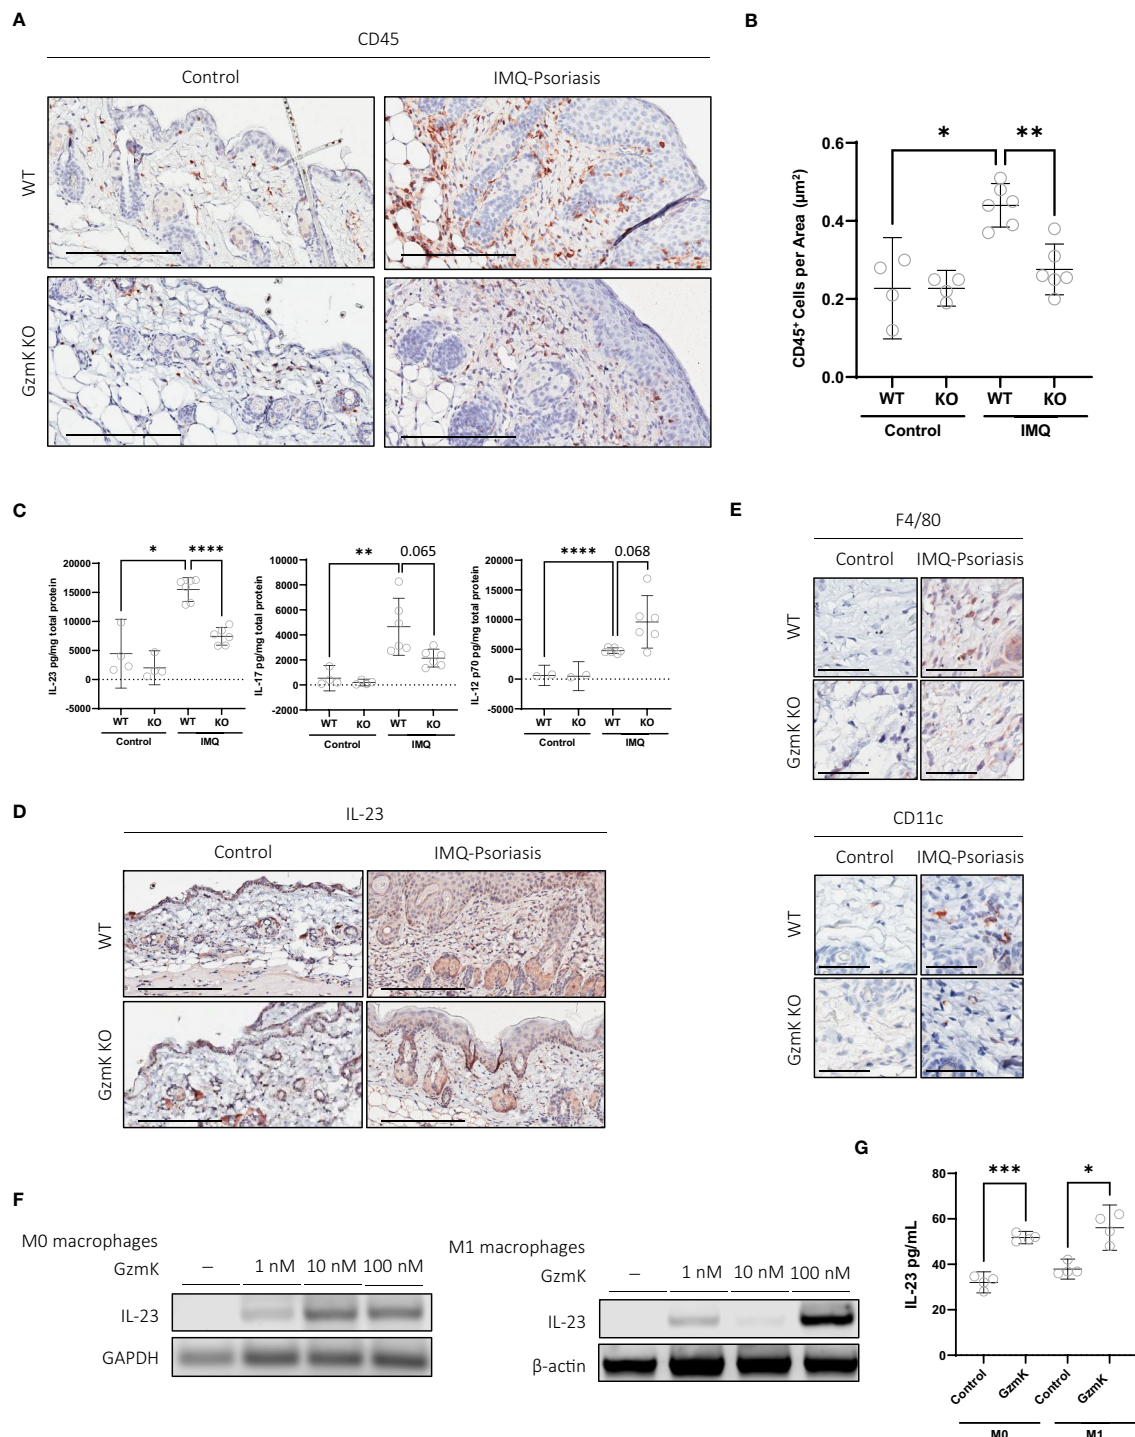 A
CD45
Control
IMQ-Psoriasis
WT
GzmK KO
B
* **
CD45⁺ Cells per Area (µm²)
0.6
0.4
0.2
0.0
WT KO WT KO
Control IMQ
C
* ****
IL-23 pg/mg total protein
20000
15000
10000
5000
0
-5000
WT KO WT KO
Control IMQ
** 0.065
IL-17 pg/mg total protein
10000
8000
6000
4000
2000
0
-2000
WT KO WT KO
Control IMQ
**** 0.068
IL-12 p70 pg/mg total protein
20000
15000
10000
5000
0
-5000
WT KO WT KO
Control IMQ
D
IL-23
Control IMQ-Psoriasis
WT
GzmK KO
E
F4/80
Control IMQ-Psoriasis
WT
GzmK KO
CD11c
Control IMQ-Psoriasis
WT
GzmK KO
F
M0 macrophages
GzmK – 1 nM 10 nM 100 nM
IL-23
GAPDH
M1 macrophages
GzmK – 1 nM 10 nM 100 nM
IL-23
β-actin
G
*** *
IL-23 pg/mL
80
60
40
20
0
Control GzmK Control GzmK
M0 M1